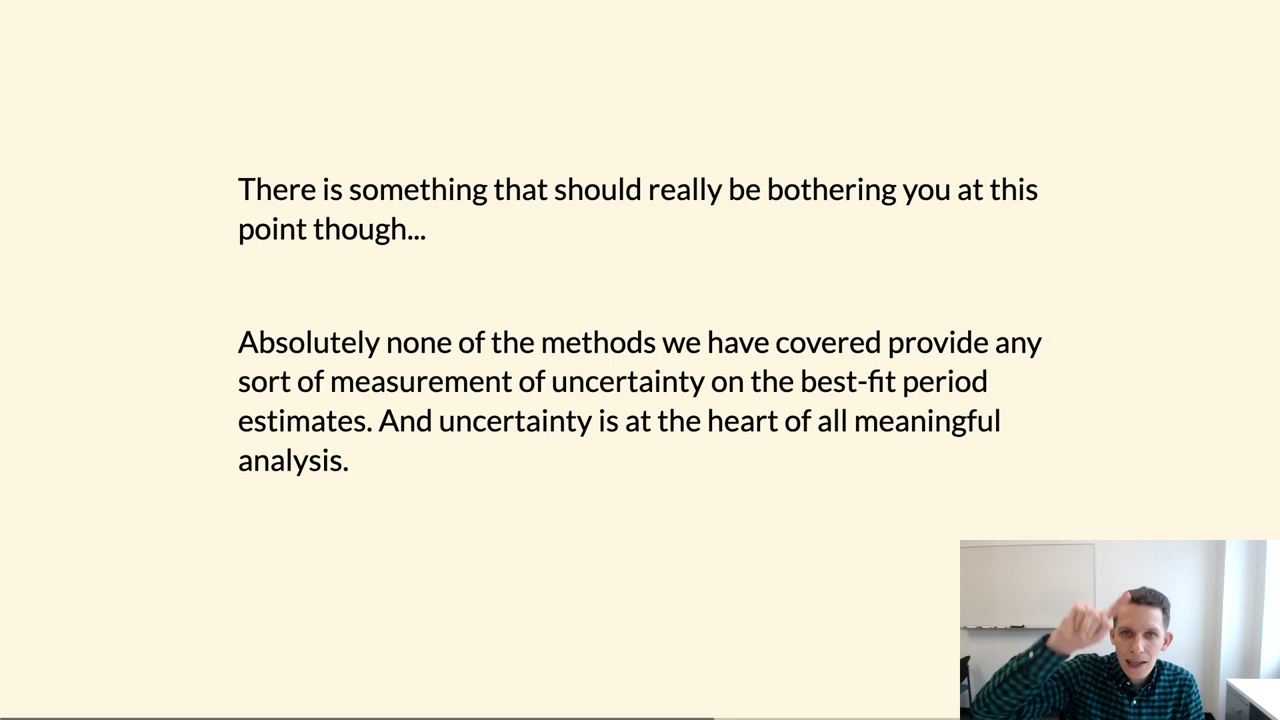 There is something that should really be bothering you at this
point though...
Absolutely none of the methods we have covered provide any
sort of measurement of uncertainty on the best-fit period
estimates. And uncertainty is at the heart of all meaningful
analysis.